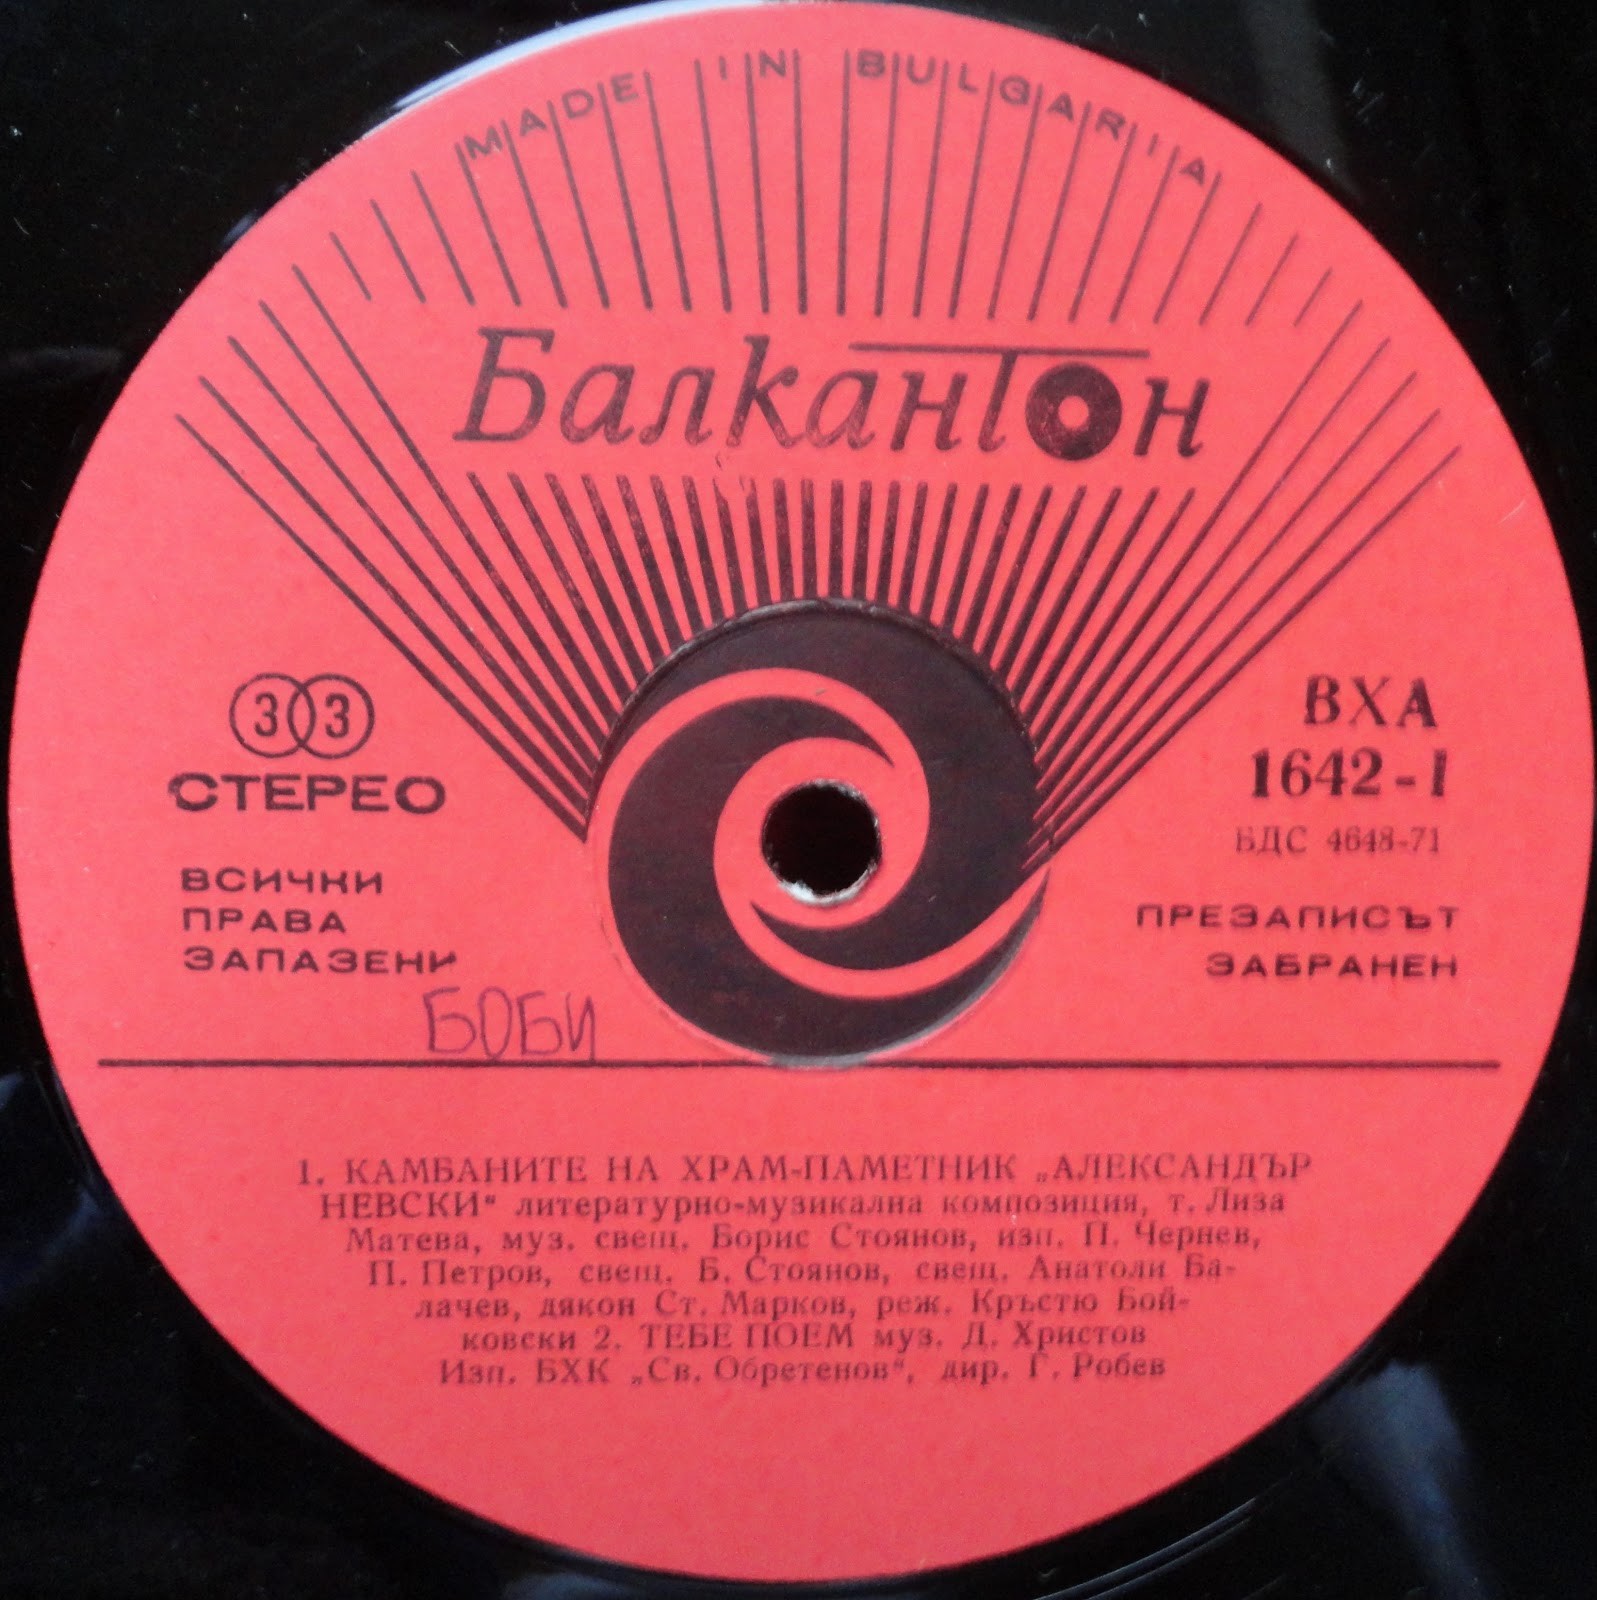 MADE IN BULGARIA
Балкантон
33
СТЕРЕО
ВСИЧКИ
ПРАВА
ЗАПАЗЕНИ
БОБИ
ВХА
1642-I
БДС 4648-71
ПРЕЗАПИСЪТ
ЗАБРАНЕН
1. КАМБАНИТЕ НА ХРАМ-ПАМЕТНИК „АЛЕКСАНДЪР
НЕВСКИ“ литературно-музикална композиция, т. Лиза
Матева, муз. свещ. Борис Стоянов, изп. П. Чернев,
П. Петров, свещ. Б. Стоянов, свещ. Анатоли Ба-
лачев, дякон Ст. Марков, реж. Кръстю Бой-
ковски 2. ТЕБЕ ПОЕМ муз. Д. Христов
Изп. БХК „Св. Обретенов“, дир. Г. Робев